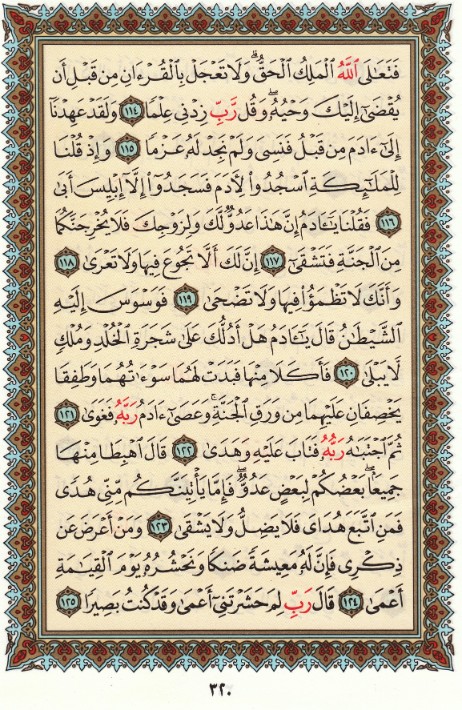 فَتَعَٰلَى ٱللَّهُ ٱلْمَلِكُ ٱلْحَقُّ ۗ وَلَا تَعْجَلْ بِٱلْقُرْءَانِ مِن قَبْلِ أَن
يُقْضَىٰٓ إِلَيْكَ وَحْيُهُۥ ۖ وَقُل رَّبِّ زِدْنِى عِلْمًا ١١٤ وَلَقَدْ عَهِدْنَآ
إِلَىٰٓ ءَادَمَ مِن قَبْلُ فَنَسِىَ وَلَمْ نَجِدْ لَهُۥ عَزْمًا ١١٥ وَإِذْ قُلْنَا
لِلْمَلَٰٓئِكَةِ ٱسْجُدُوا۟ لِءَادَمَ فَسَجَدُوٓا۟ إِلَّآ إِبْلِيسَ أَبَىٰ
١١٦ فَقُلْنَا يَٰٓـَٔادَمُ إِنَّ هَٰذَا عَدُوٌّ لَّكَ وَلِزَوْجِكَ فَلَا يُخْرِجَنَّكُمَا
مِنَ ٱلْجَنَّةِ فَتَشْقَىٰٓ ١١٧ إِنَّ لَكَ أَلَّا تَجُوعَ فِيهَا وَلَا تَعْرَىٰ ١١٨
وَأَنَّكَ لَا تَظْمَؤُا۟ فِيهَا وَلَا تَضْحَىٰ ١١٩ فَوَسْوَسَ إِلَيْهِ
ٱلشَّيْطَٰنُ قَالَ يَٰٓـَٔادَمُ هَلْ أَدُلُّكَ عَلَىٰ شَجَرَةِ ٱلْخُلْدِ وَمُلْكٍ
لَّا يَبْلَىٰ ١٢٠ فَأَكَلَا مِنْهَا فَبَدَتْ لَهُمَا سَوْءَٰتُهُمَا وَطَفِقَا
يَخْصِفَانِ عَلَيْهِمَا مِن وَرَقِ ٱلْجَنَّةِ ۚ وَعَصَىٰٓ ءَادَمُ رَبَّهُۥ فَغَوَىٰ ١٢١
ثُمَّ ٱجْتَبَٰهُ رَبُّهُۥ فَتَابَ عَلَيْهِ وَهَدَىٰ ١٢٢ قَالَ ٱهْبِطَا مِنْهَا
جَمِيعًۢا ۖ بَعْضُكُمْ لِبَعْضٍ عَدُوٌّ ۖ فَإِمَّا يَأْتِيَنَّكُم مِّنِّى هُدًى
فَمَنِ ٱتَّبَعَ هُدَاىَ فَلَا يَضِلُّ وَلَا يَشْقَىٰ ١٢٣ وَمَنْ أَعْرَضَ عَن
ذِكْرِى فَإِنَّ لَهُۥ مَعِيشَةً ضَنكًا وَنَحْشُرُهُۥ يَوْمَ ٱلْقِيَٰمَةِ
أَعْمَىٰ ١٢٤ قَالَ رَبِّ لِمَ حَشَرْتَنِىٓ أَعْمَىٰ وَقَدْ كُنتُ بَصِيرًا ١٢٥
٣٢٠